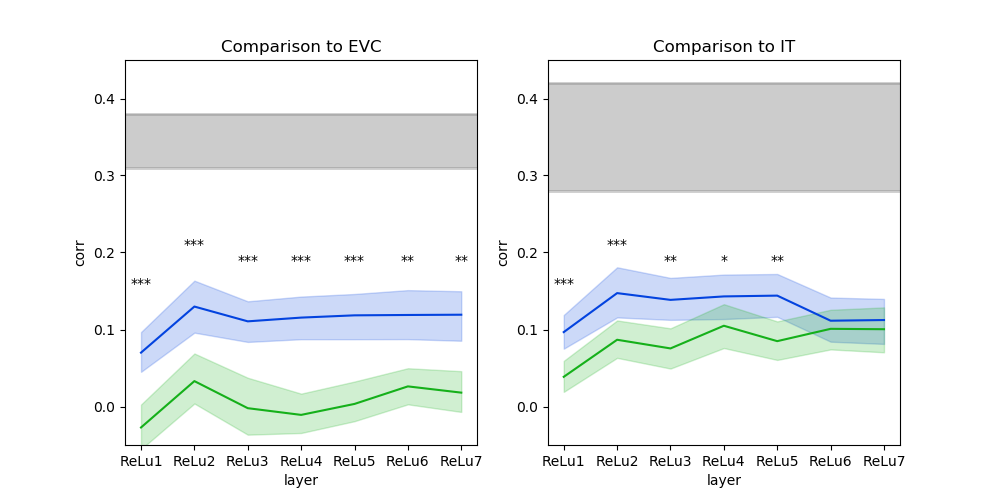 Comparison to EVC
0.4
0.3
0.2
0.1
0.0
corr
***
***
***
***
***
**
**
ReLu1 ReLu2 ReLu3 ReLu4 ReLu5 ReLu6 ReLu7
layer
Comparison to IT
0.4
0.3
0.2
0.1
0.0
corr
***
***
**
*
**
ReLu1 ReLu2 ReLu3 ReLu4 ReLu5 ReLu6 ReLu7
layer